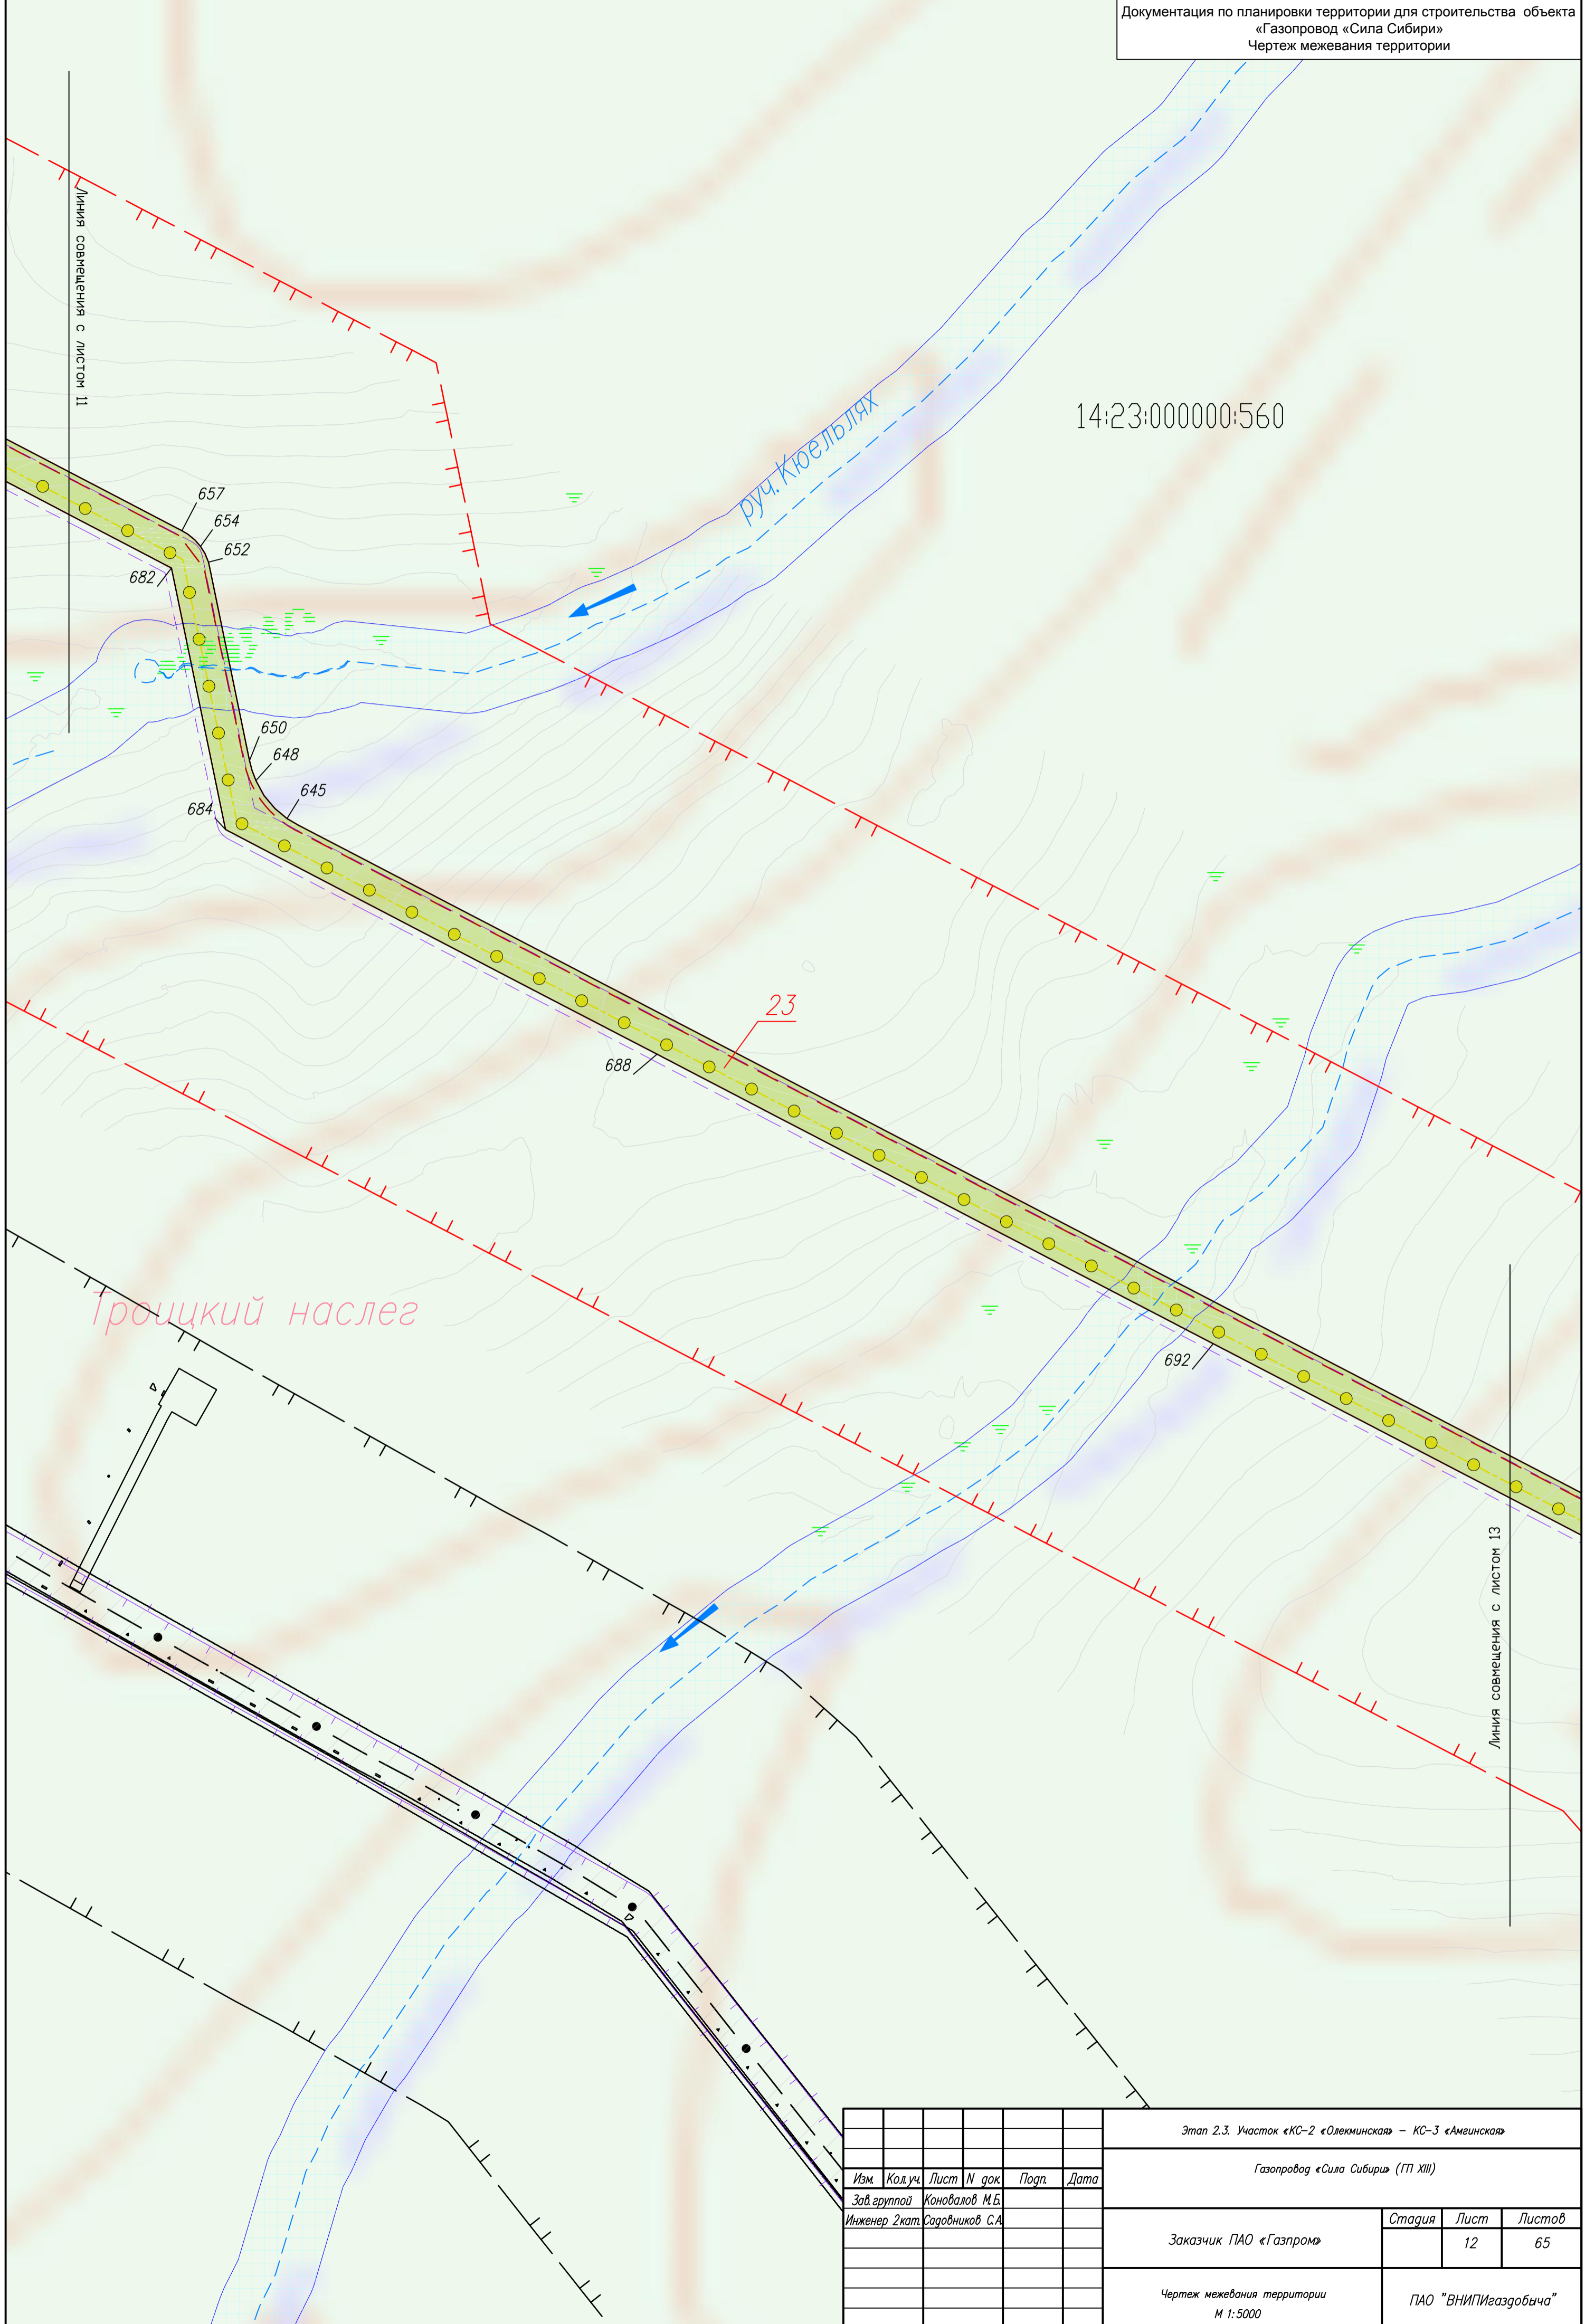 Документация по планировки территории для строительства объекта
«Газопровод «Сила Сибири»
Чертеж межевания территории
Линия совмещения с листом 11
14:23:000000:560
руч. Кюельлях
657
654
652
682
650
648
645
684
23
688
Троицкий наслег
692
Линия совмещения с листом 13
Этап 2.3. Участок «КС-2 «Олекминская» - КС-3 «Амгинская»
Газопровод «Сила Сибири» (ГП XIII)
Изм. Кол.уч. Лист N док. Подп. Дата
Зав.группой Коновалов М.Б.
Инженер 2кат. Садовников С.А.
Заказчик ПАО «Газпром»
Стадия Лист Листов
12 65
Чертеж межевания территории
М 1:5000
ПАО "ВНИПИгаздобыча"